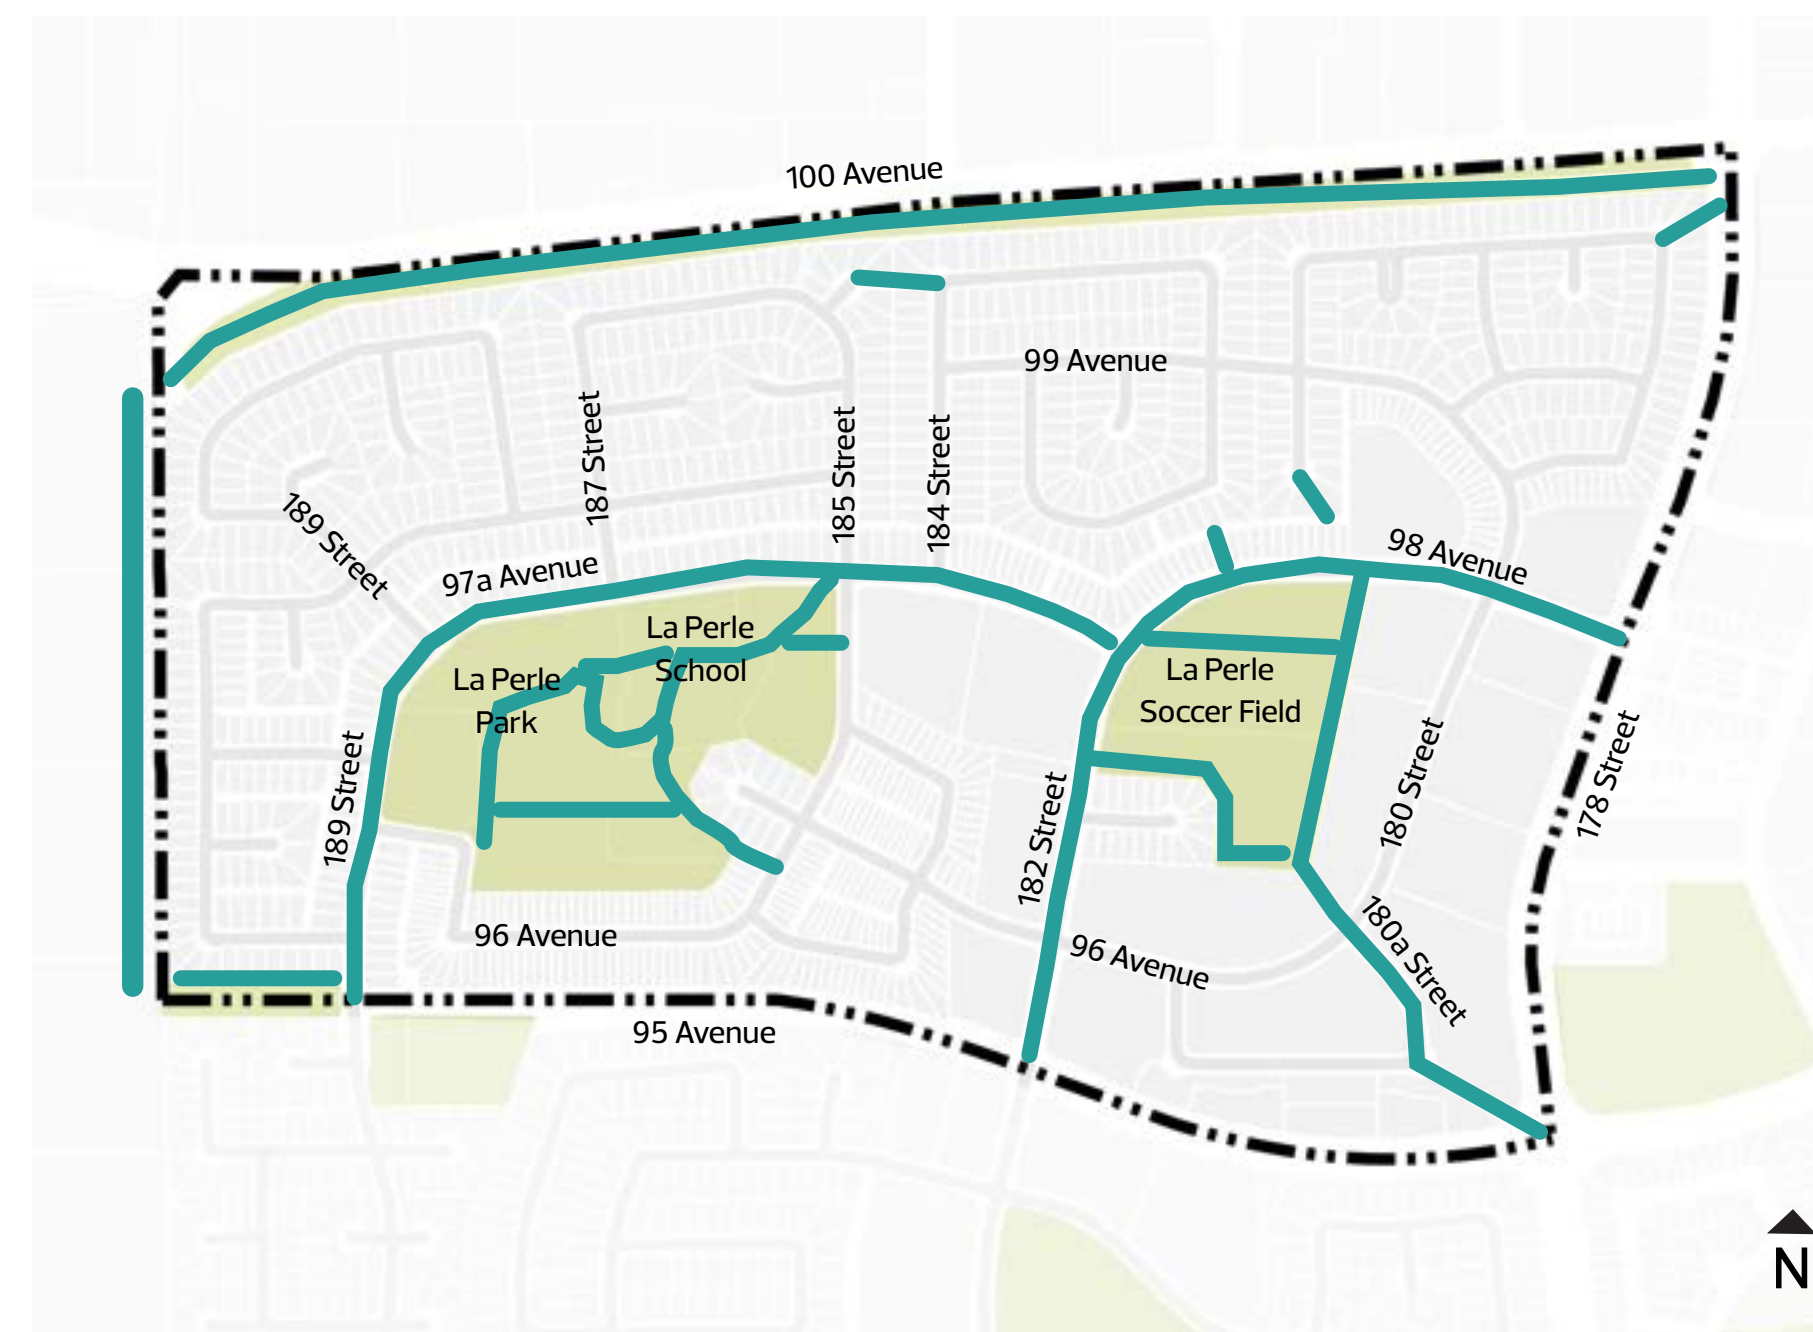 100 Avenue
99 Avenue
187 Street
185 Street
184 Street
189 Street
97a Avenue
98 Avenue
La Perle
School
La Perle
Park
La Perle
Soccer Field
189 Street
182 Street
180 Street
178 Street
96 Avenue
96 Avenue
180a Street
95 Avenue
N